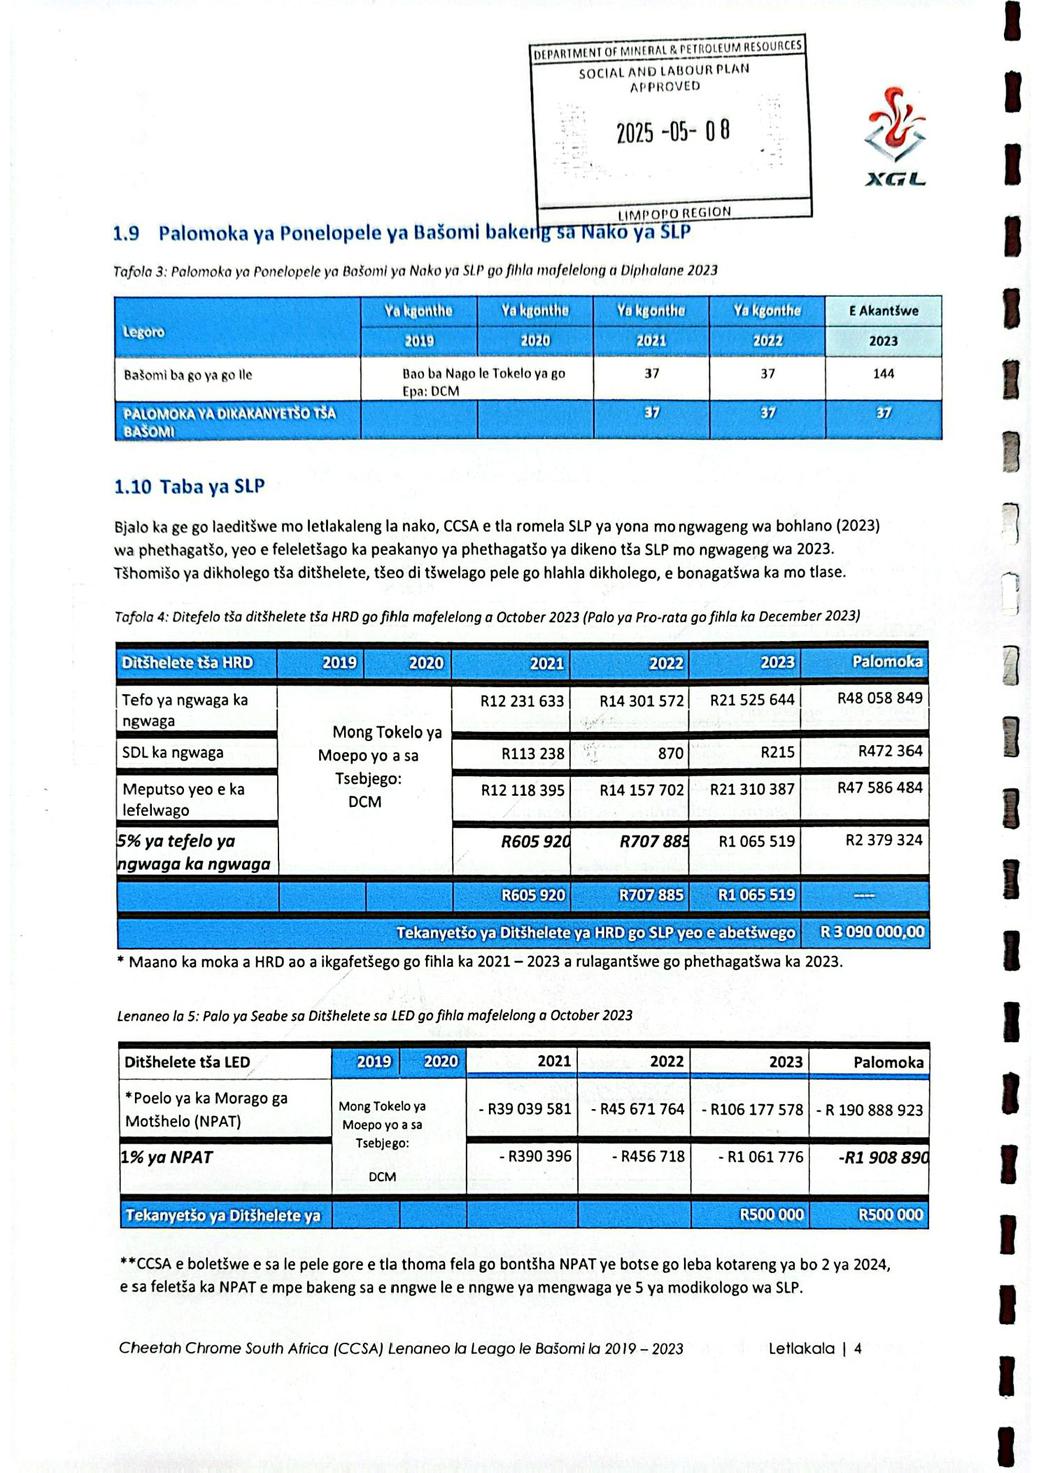 DEPARTMENT OF MINERAL & PETROLEUM RESOURCES
SOCIAL AND LABOUR PLAN
APPROVED
2025 -05- 08
LIMPOPO REGION
XGL
1.9 Palomoka ya Ponelopele ya Bašomi bakeng sa Nako ya SLP
Tafola 3: Palomoka ya Ponelopele ya Bašomi ya Nako ya SLP go fihla mafelelong a Diphalane 2023
Legoro Ya kgonthe Ya kgonthe Ya kgonthe Ya kgonthe E Akantšwe
2019 2020 2021 2022 2023
Bašomi ba go ya go Ile Bao ba Nago le Tokelo ya go 37 37 144
Epa: DCM
PALOMOKA YA DIKAKANYETŠO TŠA 37 37 37
BAŠOMI
1.10 Taba ya SLP
Bjalo ka ge go laeditšwe mo letlakaleng la nako, CCSA e tla romela SLP ya yona mo ngwageng wa bohlano (2023)
wa phethagatšo, yeo e feleletšago ka peakanyo ya phethagatšo ya dikeno tša SLP mo ngwageng wa 2023.
Tšhomišo ya dikholego tša ditšhelete, tšeo di tšwelago pele go hlahla dikholego, e bonagatšwa ka mo tlase.
Tafola 4: Ditefelo tša ditšhelete tša HRD go fihla mafelelong a October 2023 (Palo ya Pro-rata go fihla ka December 2023)
Ditšhelete tša HRD 2019 2020 2021 2022 2023 Palomoka
Tefo ya ngwaga ka R12 231 633 R14 301 572 R21 525 644 R48 058 849
ngwaga
Mong Tokelo ya
SDL ka ngwaga Moepo yo a sa R113 238 870 R215 R472 364
Tsebjego:
Meputso yeo e ka DCM R12 118 395 R14 157 702 R21 310 387 R47 586 484
lefelwago
5% ya tefelo ya R605 920 R707 885 R1 065 519 R2 379 324
ngwaga ka ngwaga
R605 920 R707 885 R1 065 519 ----
Tekanyetšo ya Ditšhelete ya HRD go SLP yeo e abetšwego R 3 090 000,00
* Maano ka moka a HRD ao a ikgafetšego go fihla ka 2021 – 2023 a rulagantšwe go phethagatšwa ka 2023.
Lenaneo la 5: Palo ya Seabe sa Ditšhelete sa LED go fihla mafelelong a October 2023
Ditšhelete tša LED 2019 2020 2021 2022 2023 Palomoka
*Poelo ya ka Morago ga Mong Tokelo ya - R39 039 581 - R45 671 764 - R106 177 578 - R 190 888 923
Motšhelo (NPAT) Moepo yo a sa
Tsebjego:
1% ya NPAT - R390 396 - R456 718 - R1 061 776 -R1 908 890
DCM
Tekanyetšo ya Ditšhelete ya R500 000 R500 000
**CCSA e boletšwe e sa le pele gore e tla thoma fela go bontšha NPAT ye botse go leba kotareng ya bo 2 ya 2024,
e sa feletša ka NPAT e mpe bakeng sa e nngwe le e nngwe ya mengwaga ye 5 ya modikologo wa SLP.
Cheetah Chrome South Africa (CCSA) Lenaneo la Leago le Bašomi la 2019 – 2023 Letlakala | 4